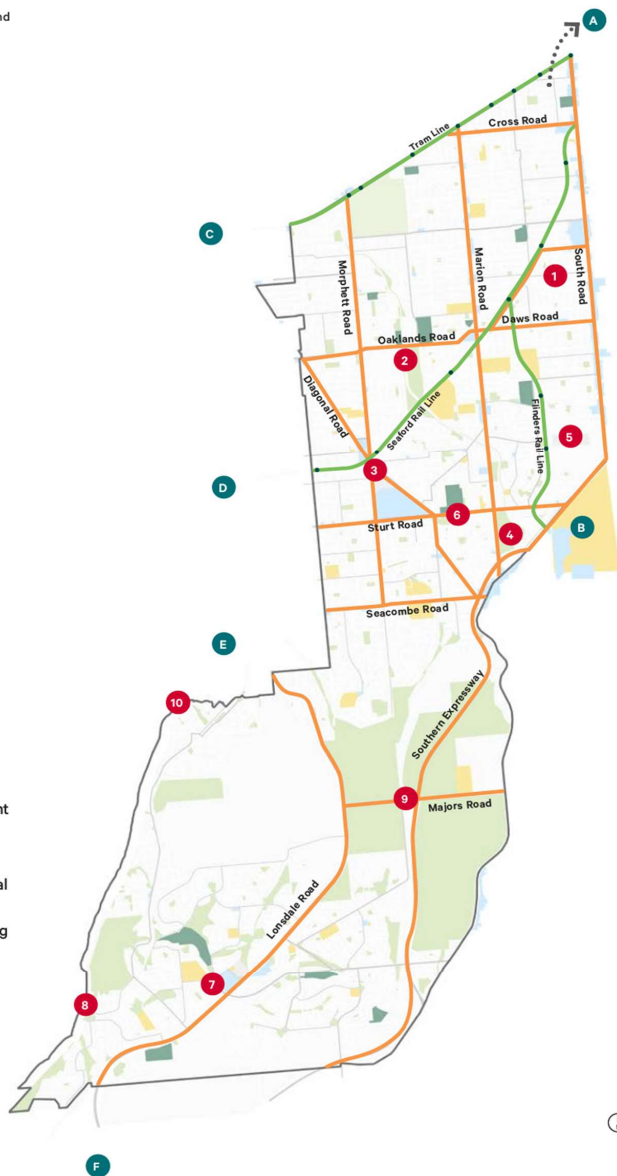 nd
A
Cross Road
Tram Line
C
Morphett Road
Marion Road
South Road
1
Daws Road
Oaklands Road
2
Diagonal Road
Seaford Rail Line
Flinders Rail Line
5
3
D
6
Sturt Road
4
B
Seacombe Road
E
10
Southern Expressway
9
Majors Road
nt
al
ng
Lonsdale Road
7
8
F